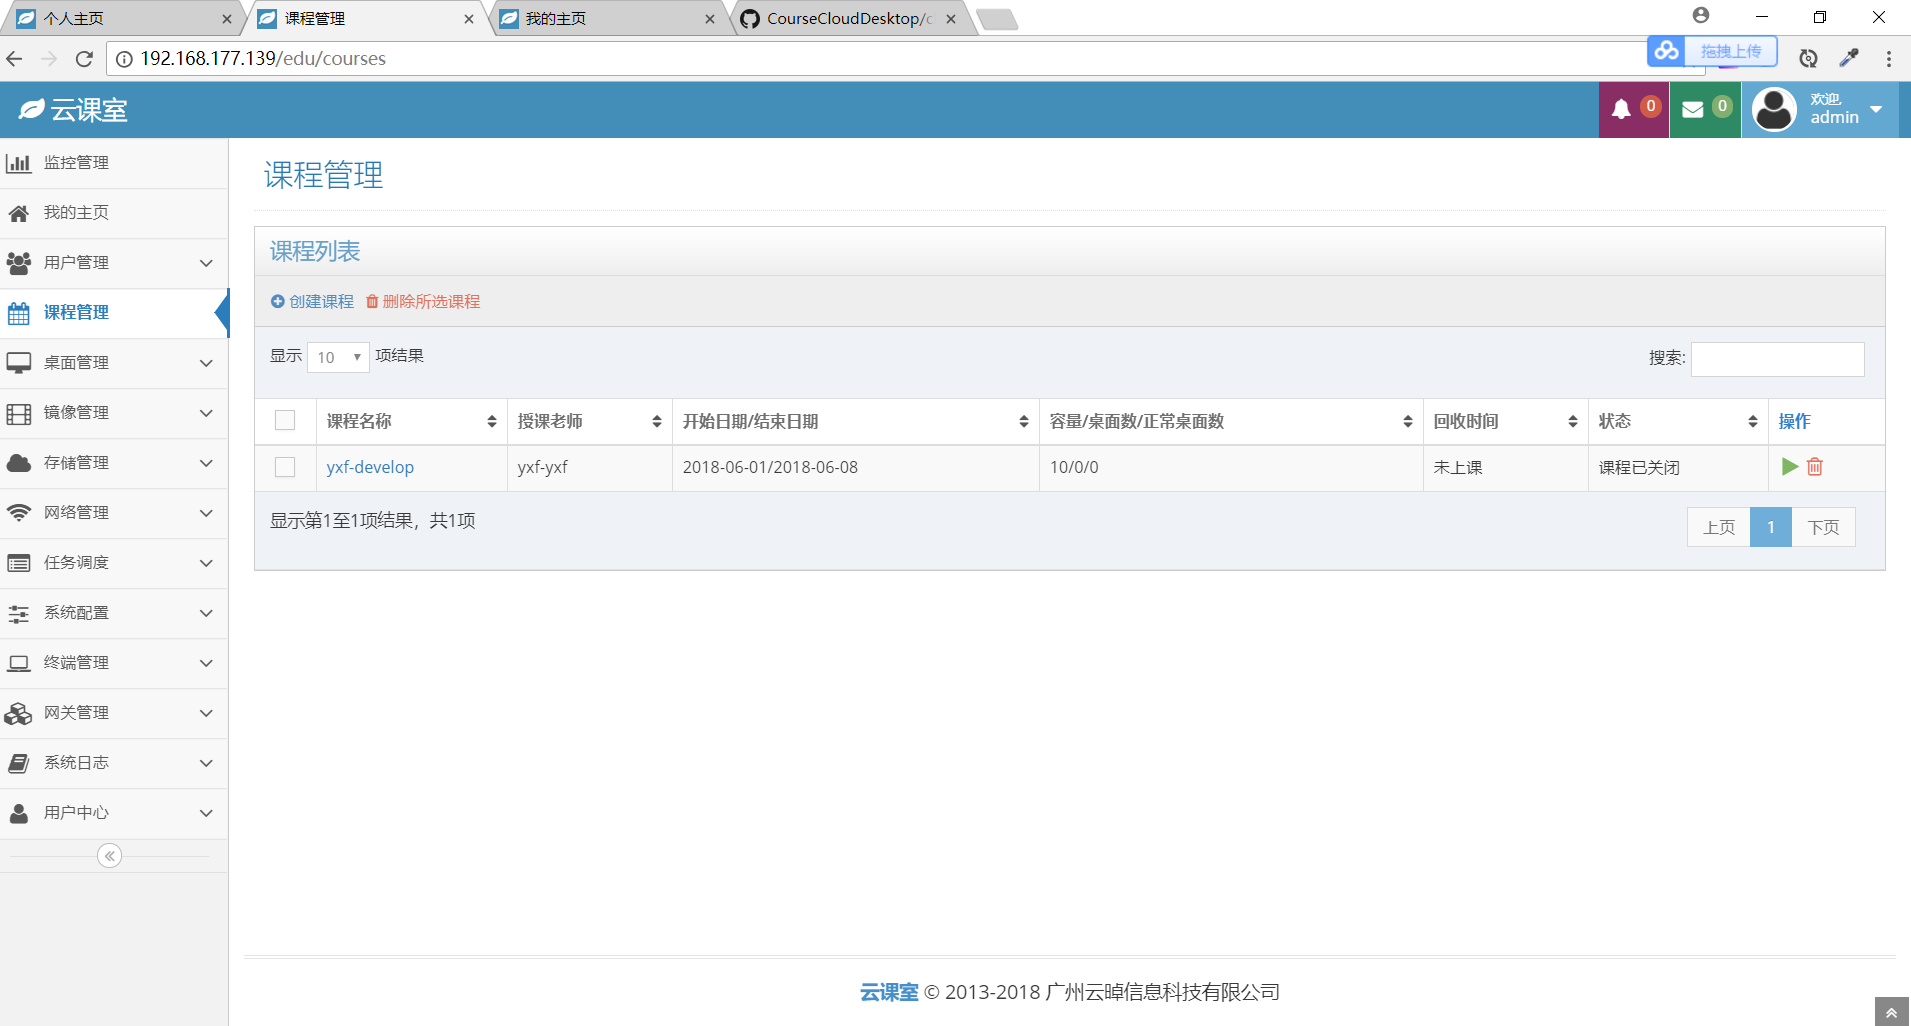 个人主页
课程管理
我的主页
CourseCloudDesktop/c
192.168.177.139/edu/courses
拖拽上传
云课室
0
0
欢迎,
admin
监控管理
我的主页
用户管理
课程管理
桌面管理
镜像管理
存储管理
网络管理
任务调度
系统配置
终端管理
网关管理
系统日志
用户中心
课程管理
课程列表
创建课程 删除所选课程
显示 10 项结果 搜索:
课程名称 授课老师 开始日期/结束日期 容量/桌面数/正常桌面数 回收时间 状态 操作
yxf-develop yxf-yxf 2018-06-01/2018-06-08 10/0/0 未上课 课程已关闭
显示第1至1项结果，共1项
上页 1 下页
云课室 © 2013-2018 广州云晫信息科技有限公司